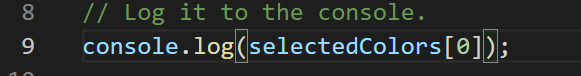 8 // Log it to the console.
9 console.log(selectedColors[0]);